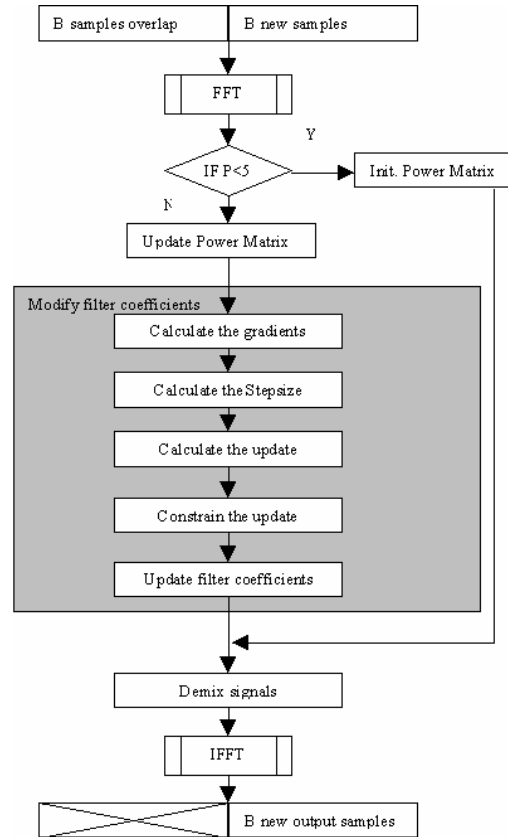 B samples overlap
B new samples
FFT
Y
IF P<5
Init. Power Matrix
N
Update Power Matrix
Modify filter coefficients
Calculate the gradients
Calculate the Stepsize
Calculate the update
Constrain the update
Update filter coefficients
Demix signals
IFFT
B new output samples